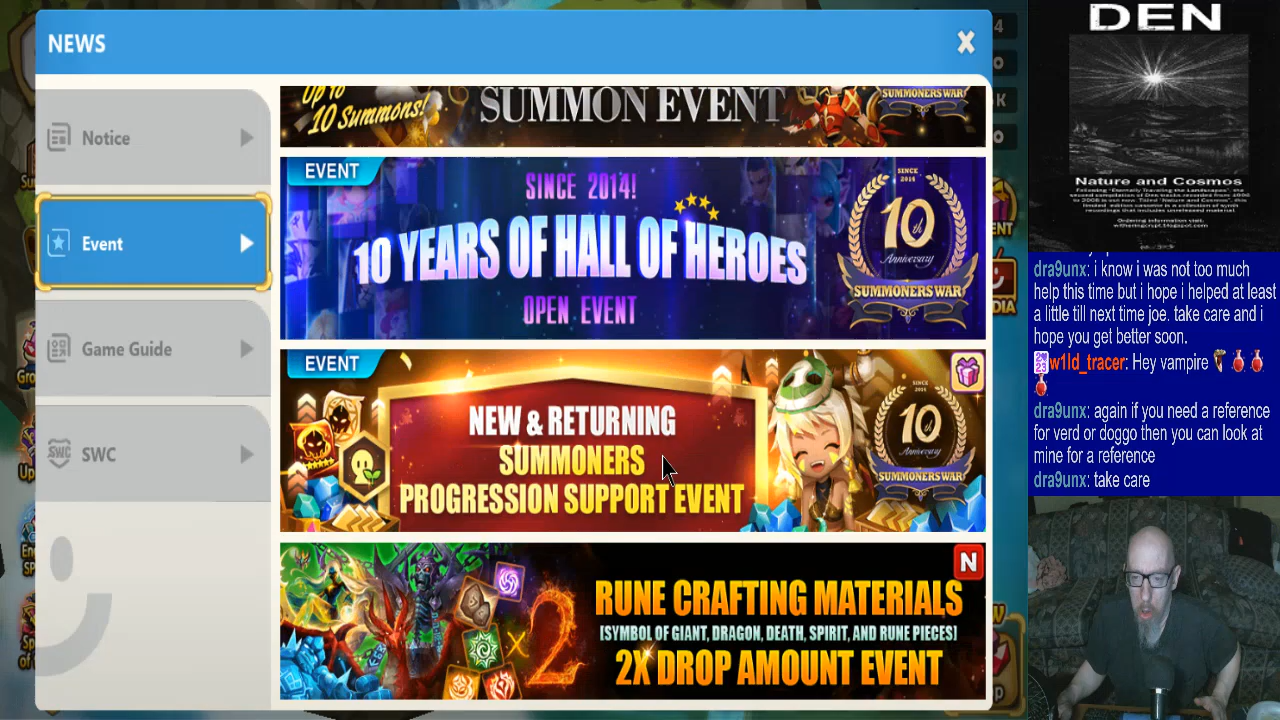 NEWS
Notice
Event
Game Guide
SWC
SWC
Up to
10 Summons!
SUMMON EVENT
SUMMONERS WAR
EVENT
SINCE 2014!
10 YEARS OF HALL OF HEROES
OPEN EVENT
SINCE
10th
Anniversary
SUMMONERS WAR
EVENT
NEW & RETURNING
SUMMONERS
PROGRESSION SUPPORT EVENT
SINCE
10th
Anniversary
SUMMONERS WAR
N
RUNE CRAFTING MATERIALS
[SYMBOL OF GIANT, DRAGON, DEATH, SPIRIT, AND RUNE PIECES]
2X DROP AMOUNT EVENT
X2
DEN
Nature and Cosmos
dra9unx: i know i was not too much
help this time but i hope i helped at least
a little till next time joe. take care and i
hope you get better soon.
w1ld_tracer: Hey vampire
dra9unx: again if you need a reference
for verd or doggo then you can look at
mine for a reference
dra9unx: take care